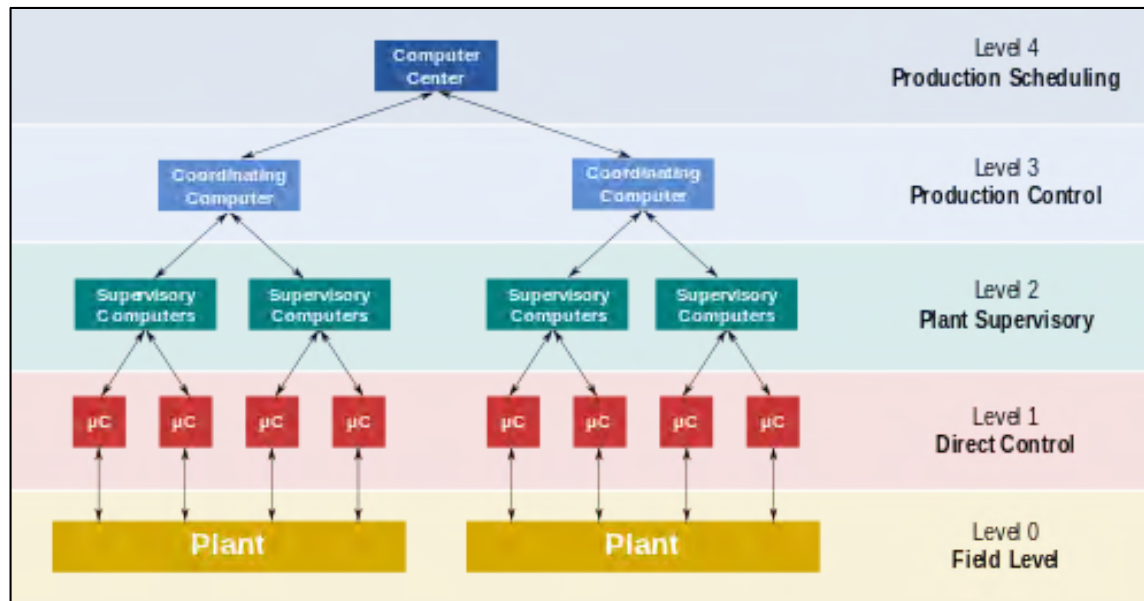 Computer
Center
Level 4
Production Scheduling
Coordinating
Computer
Coordinating
Computer
Level 3
Production Control
Supervisory
Computers
Supervisory
Computers
Supervisory
Computers
Supervisory
Computers
Level 2
Plant Supervisory
µC
µC
µC
µC
µC
µC
µC
µC
Level 1
Direct Control
Plant
Plant
Level 0
Field Level